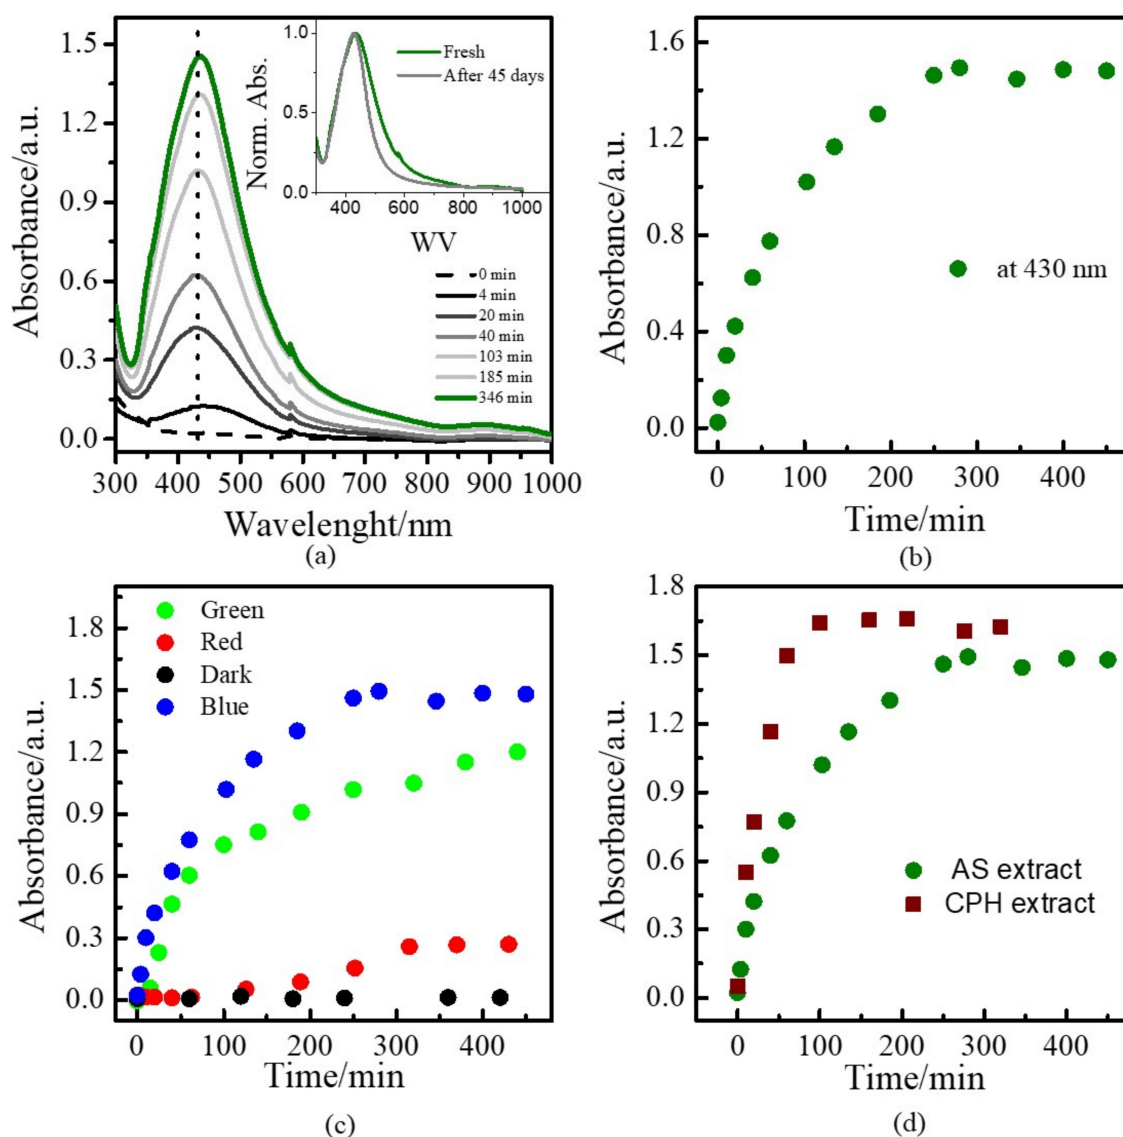 (a)
1.5
1.2
0.9
0.6
0.3
0.0
Absorbance/a.u.
300 400 500 600 700 800 900 1000
Wavelenght/nm
1.0
0.5
0.0
Norm. Abs.
400 600 800 1000
WV
Fresh
After 45 days
0 min
4 min
20 min
40 min
103 min
185 min
346 min
(a)
(b)
1.6
1.2
0.8
0.4
0.0
Absorbance/a.u.
at 430 nm
0 100 200 300 400
Time/min
(b)
(c)
1.8
1.5
1.2
0.9
0.6
0.3
0.0
Absorbance/a.u.
Green
Red
Dark
Blue
0 100 200 300 400
Time/min
(c)
(d)
1.8
1.5
1.2
0.9
0.6
0.3
0.0
Absorbance/a.u.
AS extract
CPH extract
0 100 200 300 400
Time/min
(d)